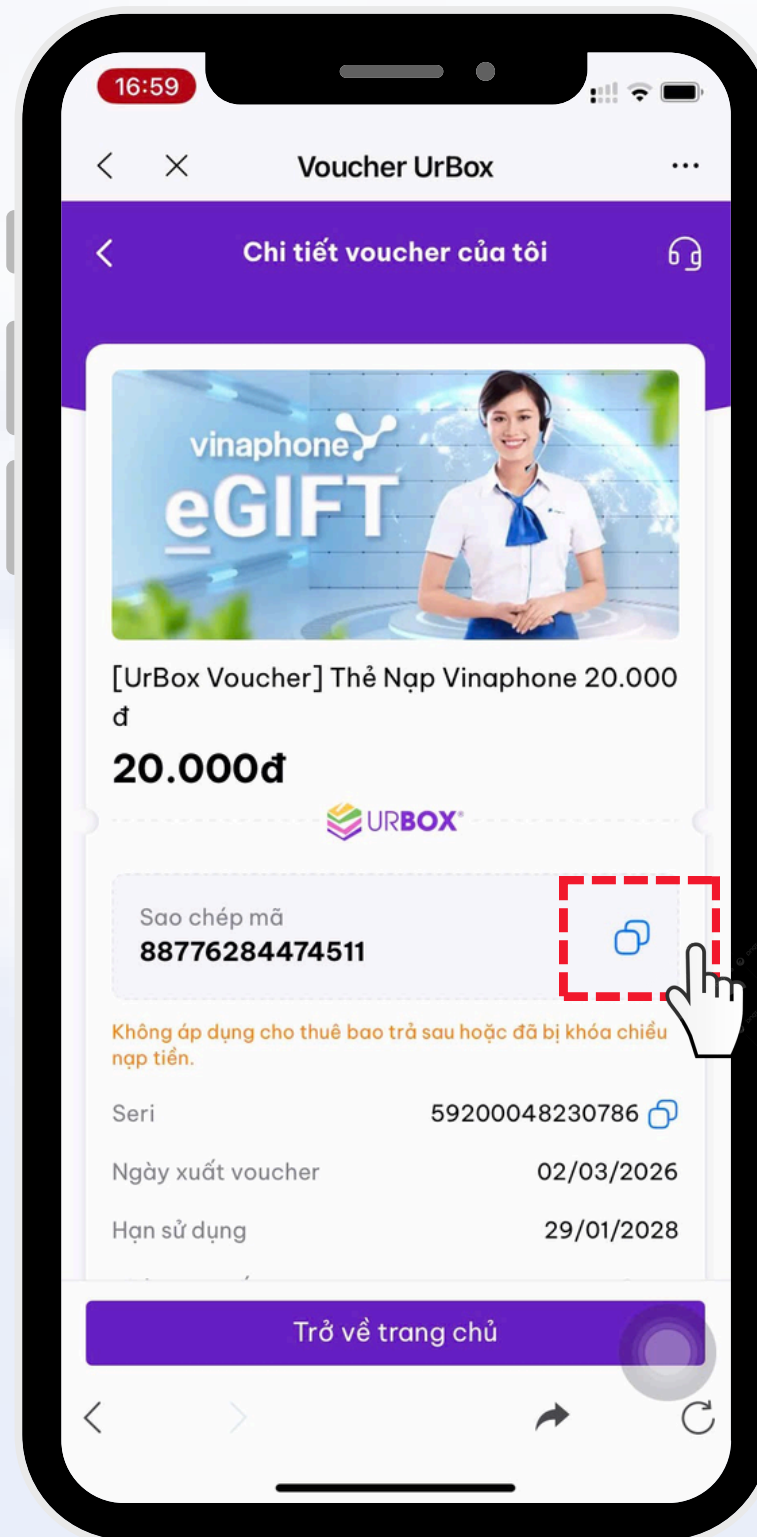 16:59
Voucher UrBox
Chi tiết voucher của tôi
vinaphone
eGIFT
[UrBox Voucher] Thẻ Nạp Vinaphone 20.000
đ
20.000đ
URBOX®
Sao chép mã
88776284474511
Không áp dụng cho thuê bao trả sau hoặc đã bị khóa chiều
nạp tiền.
Seri 59200048230786
Ngày xuất voucher 02/03/2026
Hạn sử dụng 29/01/2028
Trở về trang chủ